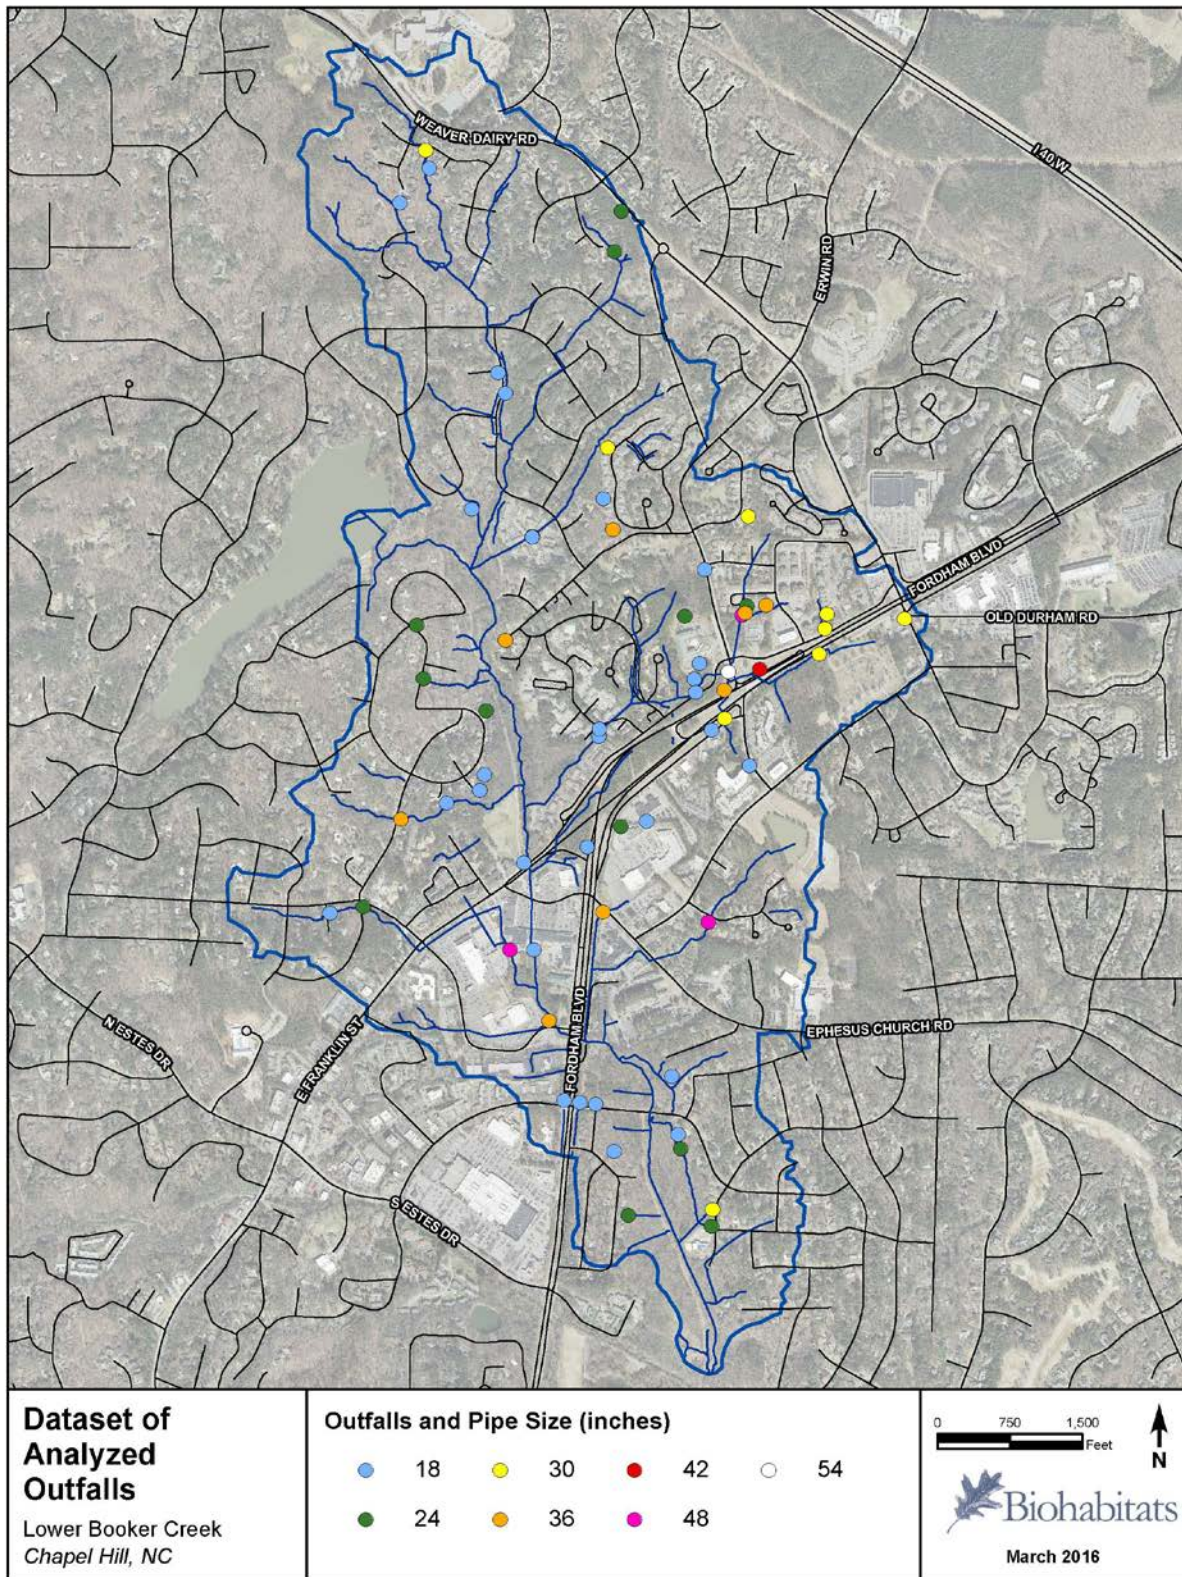 WEAVER DAIRY RD
I 40 W
ERWIN RD
FORDHAM BLVD
OLD DURHAM RD
FORDHAM BLVD
EPHESUS CHURCH RD
N ESTES DR
E FRANKLIN ST
S ESTES DR
Dataset of
Analyzed
Outfalls
Lower Booker Creek
Chapel Hill, NC
Outfalls and Pipe Size (inches)
18 30 42 54
24 36 48
0 750 1,500
Feet
N
Biohabitats
March 2016